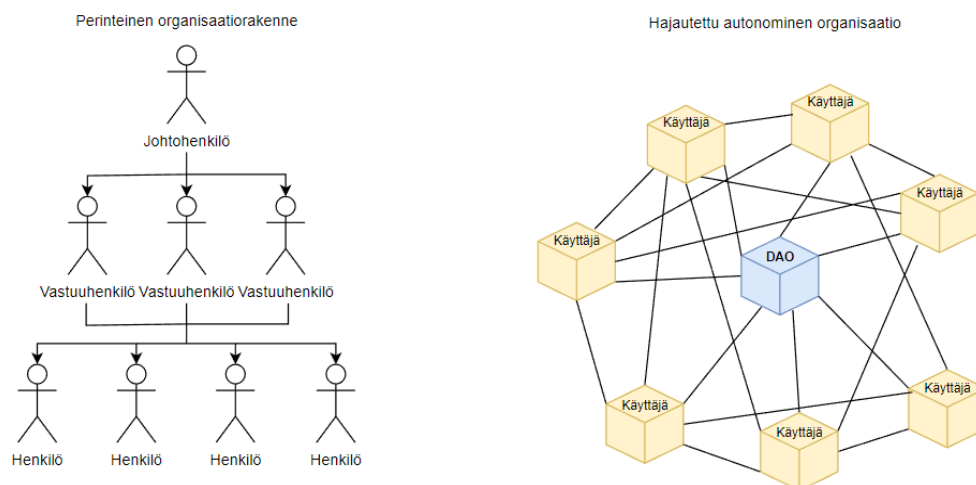 Perinteinen organisaatiorakenne
Johtohenkilö
Vastuuhenkilö Vastuuhenkilö Vastuuhenkilö
Henkilö Henkilö Henkilö Henkilö
Hajautettu autonominen organisaatio
Käyttäjä
Käyttäjä
Käyttäjä
Käyttäjä
DAO
Käyttäjä
Käyttäjä
Käyttäjä